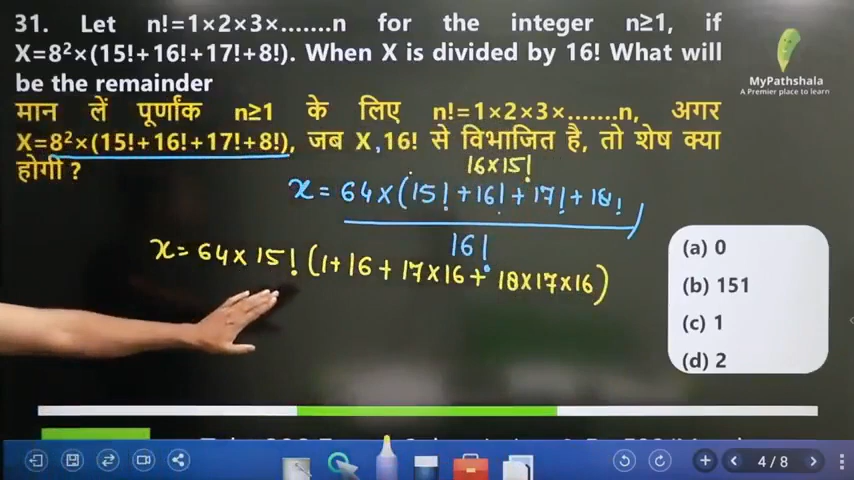 31. Let n!=1×2×3×.......n for the integer n≥1, if
X=8²×(15!+16!+17!+8!). When X is divided by 16! What will
be the remainder
मान लें पूर्णांक n≥1 के लिए n!=1×2×3×.......n, अगर
X=8²×(15!+16!+17!+8!), जब X,16! से विभाजित है, तो शेष क्या
होगी ?
MyPathshala
A Premier place to learn
16×15!
x = 64×(15!+16!+17!+18!)
16!
x = 64×15!(1+16+17×16+18×17×16)
(a) 0
(b) 151
(c) 1
(d) 2
4/8